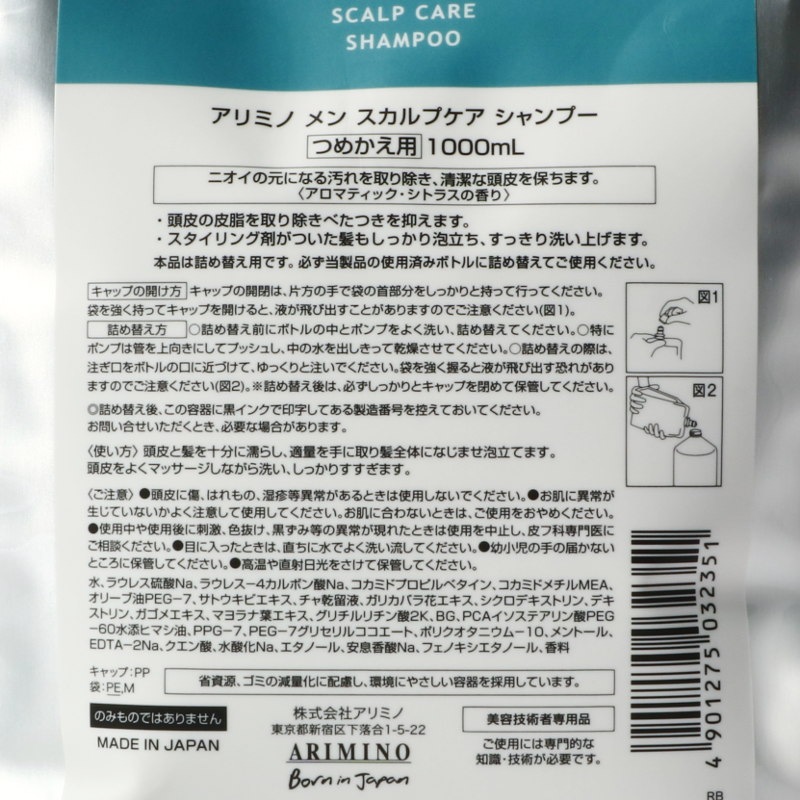 SCALP CARE
SHAMPOO
アリミノ メン スカルプケア シャンプー
つめかえ用 1000mL
ニオイの元になる汚れを取り除き、清潔な頭皮を保ちます。
〈アロマティック・シトラスの香り〉
・頭皮の皮脂を取り除きべたつきを抑えます。
・スタイリング剤がついた髪もしっかり泡立ち、すっきり洗い上げます。
本品は詰め替え用です。必ず当製品の使用済みボトルに詰め替えてご使用ください。
キャップの開け方 キャップの開閉は、片方の手で袋の首部分をしっかりと持って行ってください。
袋を強く持ってキャップを開けると、液が飛び出すことがありますのでご注意ください(図1)。
詰め替え方 ○詰め替え前にボトルの中とポンプをよく洗い、詰め替えてください。○特に
ポンプは管を上向きにしてプッシュし、中の水を出しきって乾燥させてください。○詰め替えの際は、
注ぎ口をボトルの口に近づけて、ゆっくりと注いでください。袋を強く握ると液が飛び出す恐れがあり
ますのでご注意ください(図2)。※詰め替え後は、必ずしっかりとキャップを閉めて保管してください。
図1
図2
◎詰め替え後、この容器に黒インクで印字してある製造番号を控えておいてください。
お問い合せいただくとき、必要な場合があります。
〈使い方〉頭皮と髪を十分に濡らし、適量を手に取り髪全体になじませ泡立てます。
頭皮をよくマッサージしながら洗い、しっかりすすぎます。
〈ご注意〉●頭皮に傷、はれもの、湿疹等異常があるときは使用しないでください。●お肌に異常が
生じていないかよく注意して使用してください。お肌に合わないときは、ご使用をおやめください。
●使用中や使用後に刺激、色抜け、黒ずみ等の異常が現れたときは使用を中止し、皮フ科専門医に
ご相談ください。●目に入ったときは、直ちに水でよく洗い流してください。●幼小児の手の届かない
ところに保管してください。●高温や直射日光をさけて保管してください。
水、ラウレス硫酸Na、ラウレス-4カルボン酸Na、コカミドプロピルベタイン、コカミドメチルMEA、
オリーブ油PEG-7、サトウキビエキス、チャ乾留液、ガリカバラ花エキス、シクロデキストリン、デキ
ストリン、ガゴメエキス、マヨラナ葉エキス、グリチルリチン酸2K、BG、PCAイソステアリン酸PEG
-60水添ヒマシ油、PPG-7、PEG-7グリセリルココエート、ポリクオタニウム-10、メントール、
EDTA-2Na、クエン酸、水酸化Na、エタノール、安息香酸Na、フェノキシエタノール、香料
キャップ:PP
袋:PE,M
省資源、ゴミの減量化に配慮し、環境にやさしい容器を採用しています。
のみものではありません
MADE IN JAPAN
株式会社アリミノ
東京都新宿区下落合1-5-22
ARIMINO
Born in Japan
美容技術者専用品
ご使用には専門的な
知識・技術が必要です。
4 901275 032351
RB